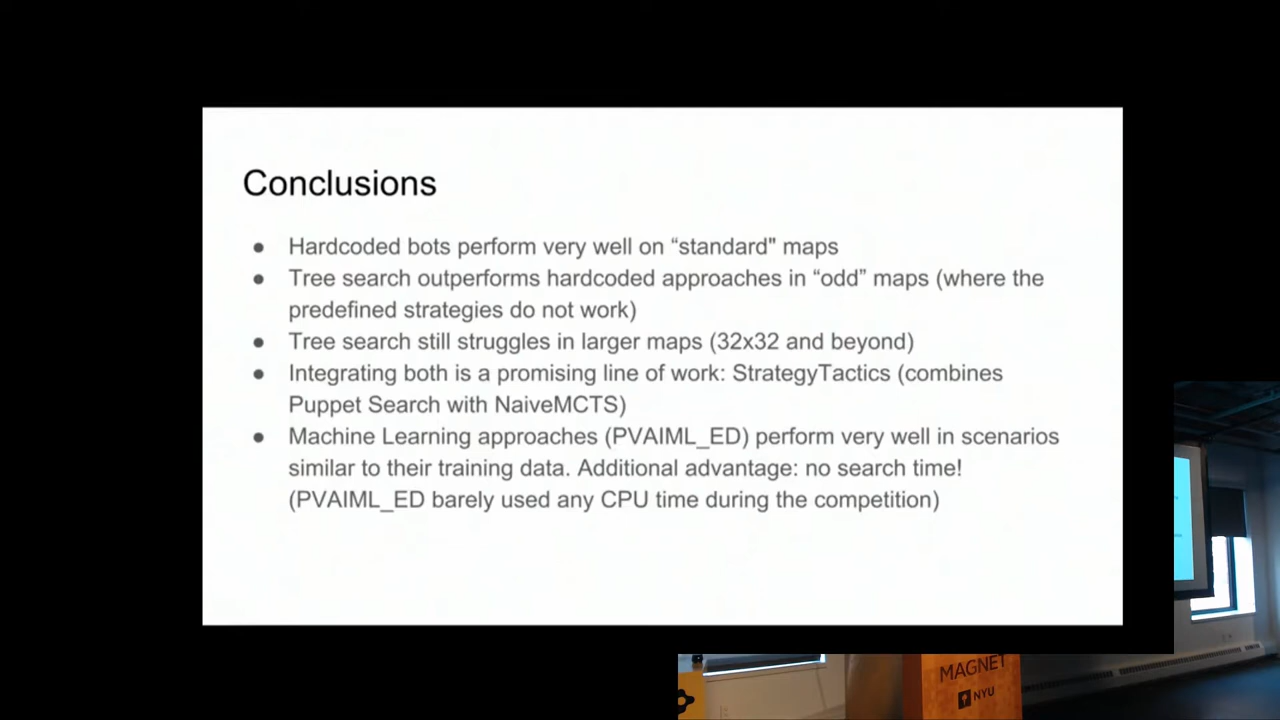 Conclusions
● Hardcoded bots perform very well on “standard" maps
● Tree search outperforms hardcoded approaches in “odd” maps (where the
predefined strategies do not work)
● Tree search still struggles in larger maps (32x32 and beyond)
● Integrating both is a promising line of work: StrategyTactics (combines
Puppet Search with NaiveMCTS)
● Machine Learning approaches (PVAIML_ED) perform very well in scenarios
similar to their training data. Additional advantage: no search time!
(PVAIML_ED barely used any CPU time during the competition)
MAGNET
NYU